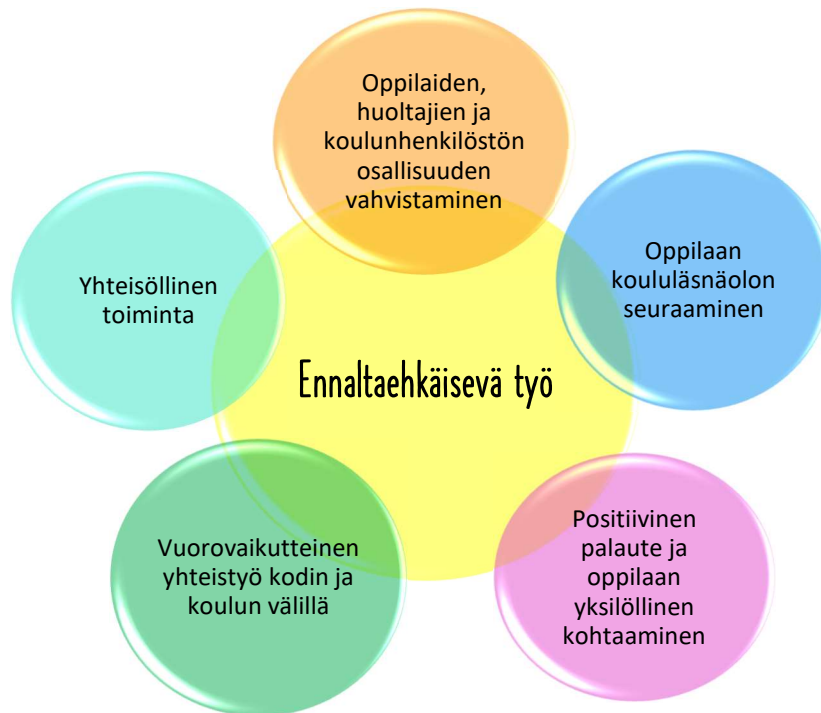 Oppilaiden,
huoltajien ja
koulunhenkilöstön
osallisuuden
vahvistaminen
Oppilaan
koululäsnäolon
seuraaminen
Yhteisöllinen
toiminta
Ennaltaehkäisevä työ
Positiivinen
palaute ja
oppilaan
yksilöllinen
kohtaaminen
Vuorovaikutteinen
yhteistyö kodin ja
koulun välillä